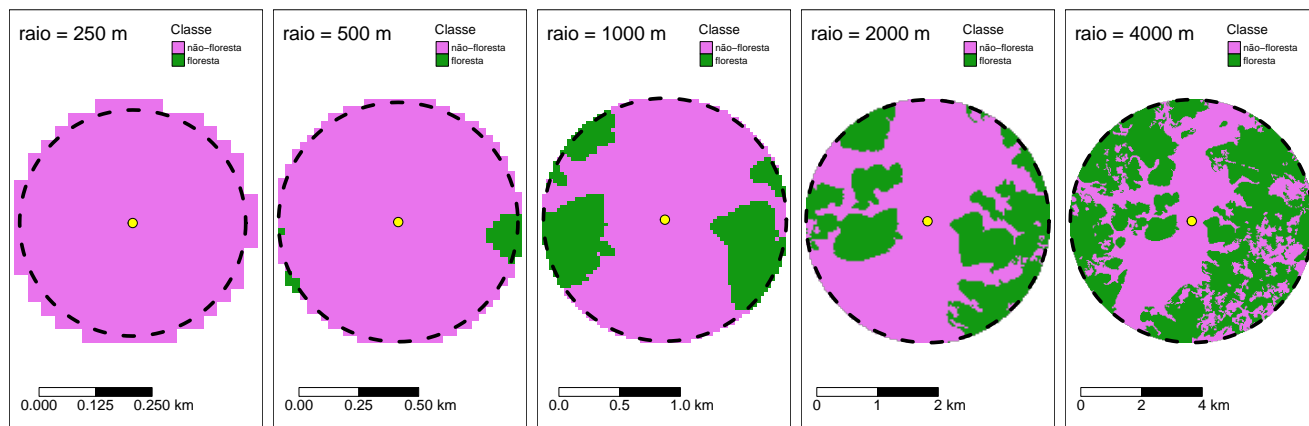 raio = 250 m
Classe
não−floresta
floresta
0.000 0.125 0.250 km
raio = 500 m
Classe
não−floresta
floresta
0.00 0.25 0.50 km
raio = 1000 m
Classe
não−floresta
floresta
0.0 0.5 1.0 km
raio = 2000 m
Classe
não−floresta
floresta
0 1 2 km
raio = 4000 m
Classe
não−floresta
floresta
0 2 4 km